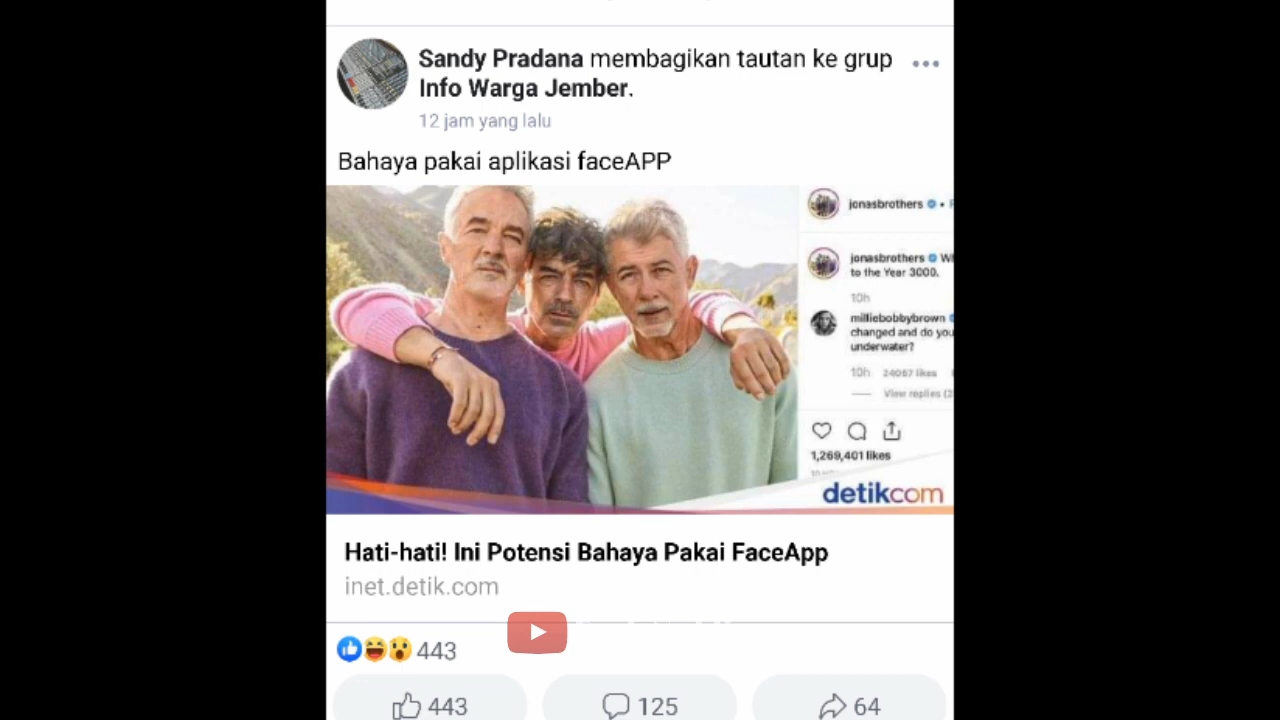 Sandy Pradana membagikan tautan ke grup
Info Warga Jember.
12 jam yang lalu
Bahaya pakai aplikasi faceAPP
jonasbrothers •
jonasbrothers
to the Year 3000.
10h
milliebobbybrown
changed and do you
underwater?
10h 24067 likes
View replies
1,269,401 likes
detikcom
Hati-hati! Ini Potensi Bahaya Pakai FaceApp
inet.detik.com
443
443
125
64